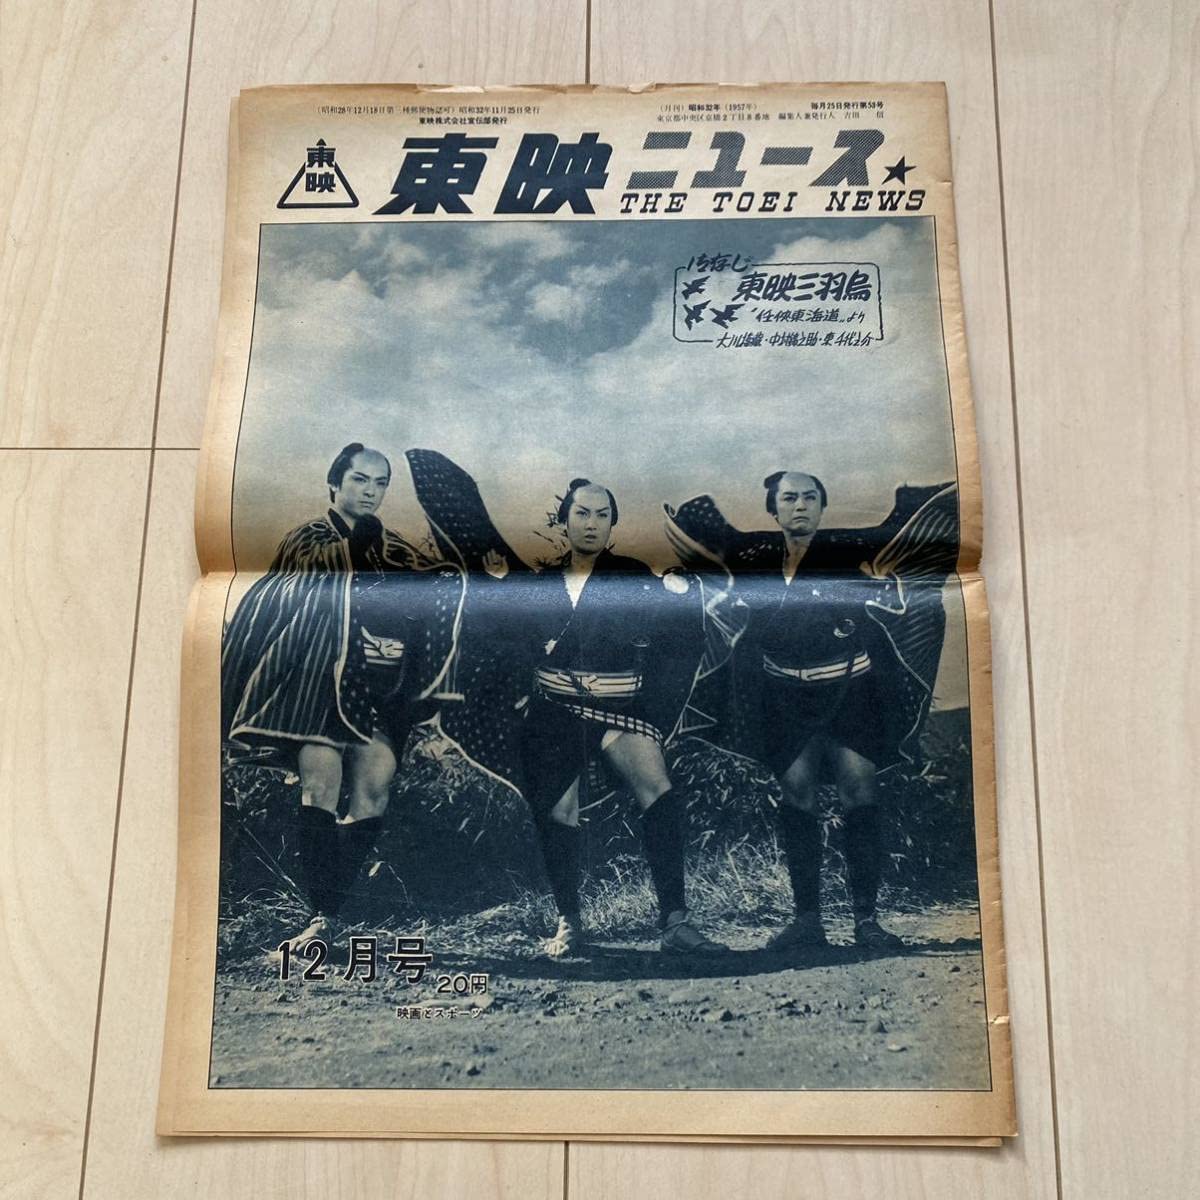 （昭和28年12月18日第三種郵便物認可）昭和32年11月25日発行
東映株式会社宣伝部発行
（月刊）昭和32年（1957年）
毎月25日発行第53号
東京都中央区京橋2丁目8番地 編集人兼発行人 吉田 信
東映
東映ニュース
THE TOEI NEWS
御存じ
東映三羽烏
"任侠東海道"より
大川橋蔵・中村錦之助・東千代之介
12月号
20円
映画とスポーツ